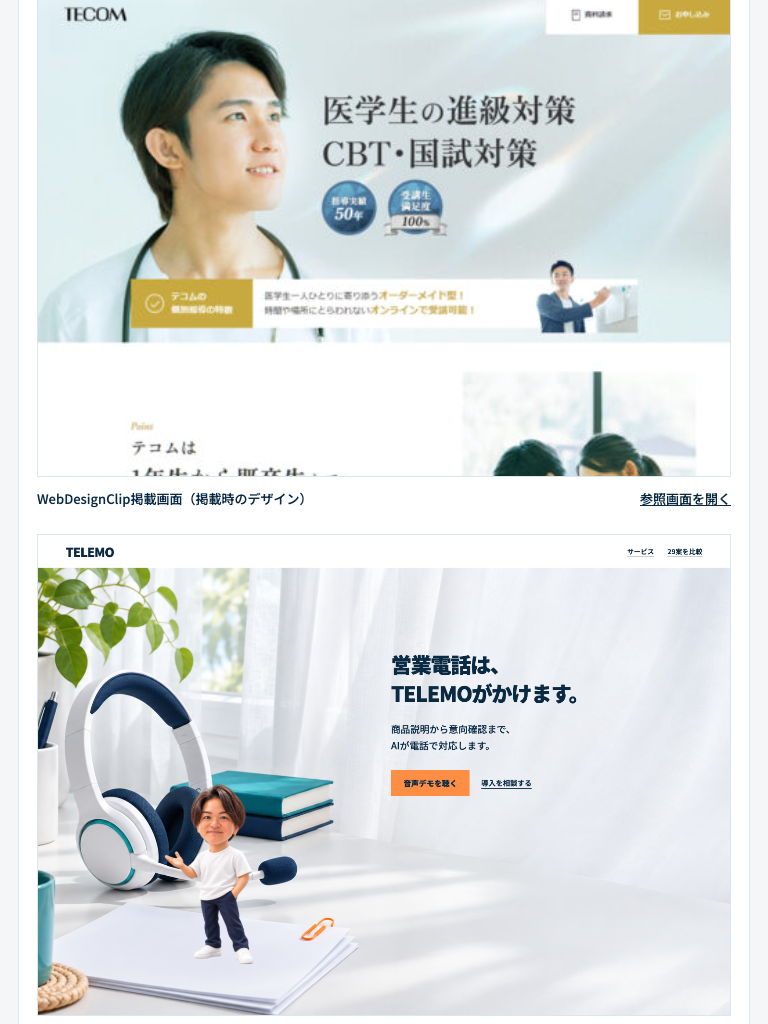 TECOM
資料請求
お申し込み
医学生の進級対策
CBT・国試対策
指導実績
50年
受講生
満足度
100%
テコムの
個別指導の特徴
医学生一人ひとりに寄り添うオーダーメイド型！
時間や場所にとらわれないオンラインで受講可能！
Point
テコムは
WebDesignClip掲載画面（掲載時のデザイン）
参照画面を開く
TELEMO
サービス
29案を比較
営業電話は、
TELEMOがかけます。
商品説明から意向確認まで、
AIが電話で対応します。
音声デモを聴く
導入を相談する